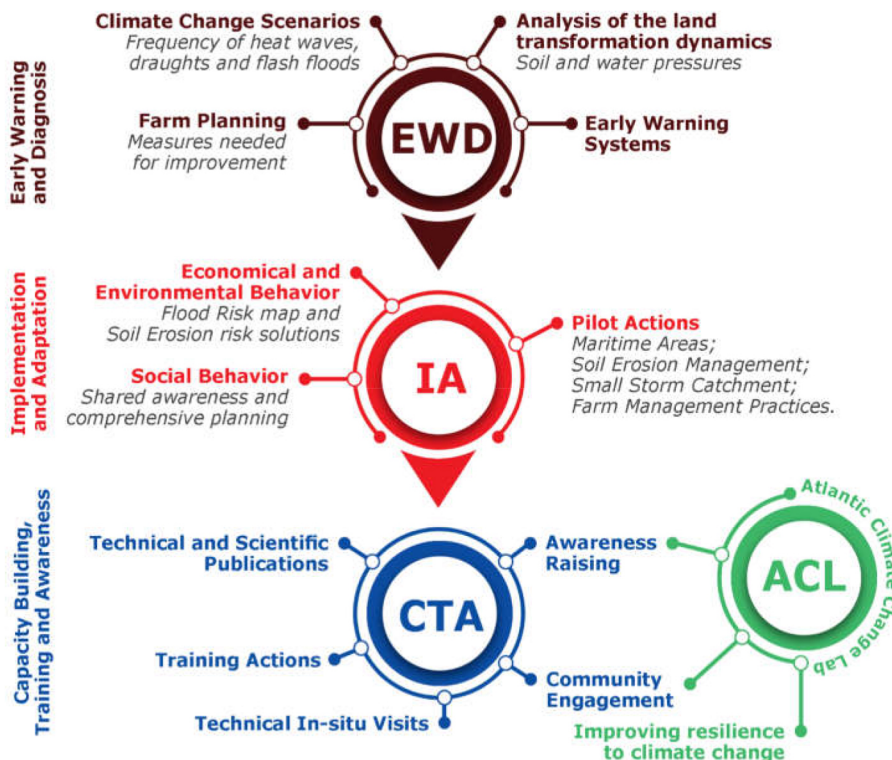 Early Warning
and Diagnosis
Climate Change Scenarios
Frequency of heat waves,
draughts and flash floods
Farm Planning
Measures needed
for improvement
EWD
Analysis of the land
transformation dynamics
Soil and water pressures
Early Warning
Systems
Implementation
and Adaptation
Economical and
Environmental Behavior
Flood Risk map and
Soil Erosion risk solutions
Social Behavior
Shared awareness and
comprehensive planning
IA
Pilot Actions
Maritime Areas;
Soil Erosion Management;
Small Storm Catchment;
Farm Management Practices.
Capacity Building,
Training and Awareness
Technical and Scientific
Publications
Training Actions
Technical In-situ Visits
CTA
Awareness
Raising
Community
Engagement
ACL
Atlantic Climate Change Lab
Improving resilience
to climate change